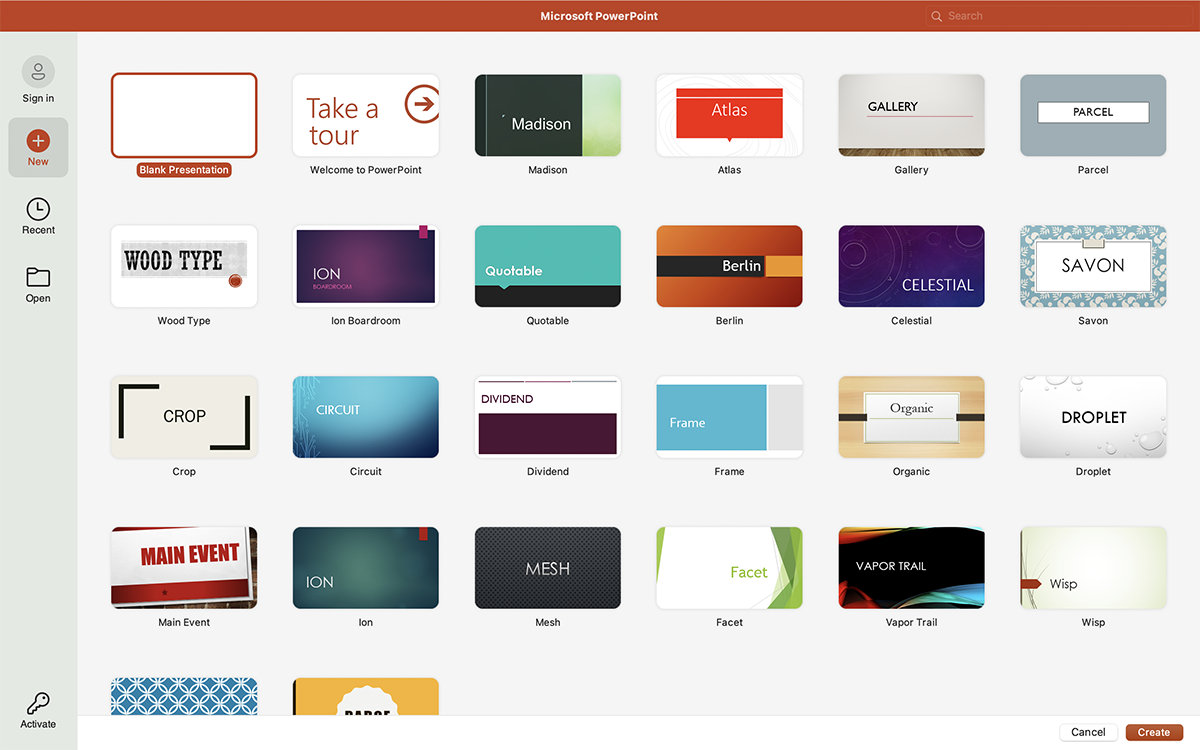 Microsoft PowerPoint
Search
Sign in
New
Recent
Open
Activate
Take a
tour
Madison
Atlas
GALLERY
PARCEL
Blank Presentation
Welcome to PowerPoint
Madison
Atlas
Gallery
Parcel
WOOD TYPE
ION
BOARDROOM
Quotable
Berlin
CELESTIAL
SAVON
Wood Type
Ion Boardroom
Quotable
Berlin
Celestial
Savon
CROP
CIRCUIT
DIVIDEND
Frame
Organic
DROPLET
Crop
Circuit
Dividend
Frame
Organic
Droplet
MAIN EVENT
ION
MESH
Facet
VAPOR TRAIL
Wisp
Main Event
Ion
Mesh
Facet
Vapor Trail
Wisp
Cancel
Create